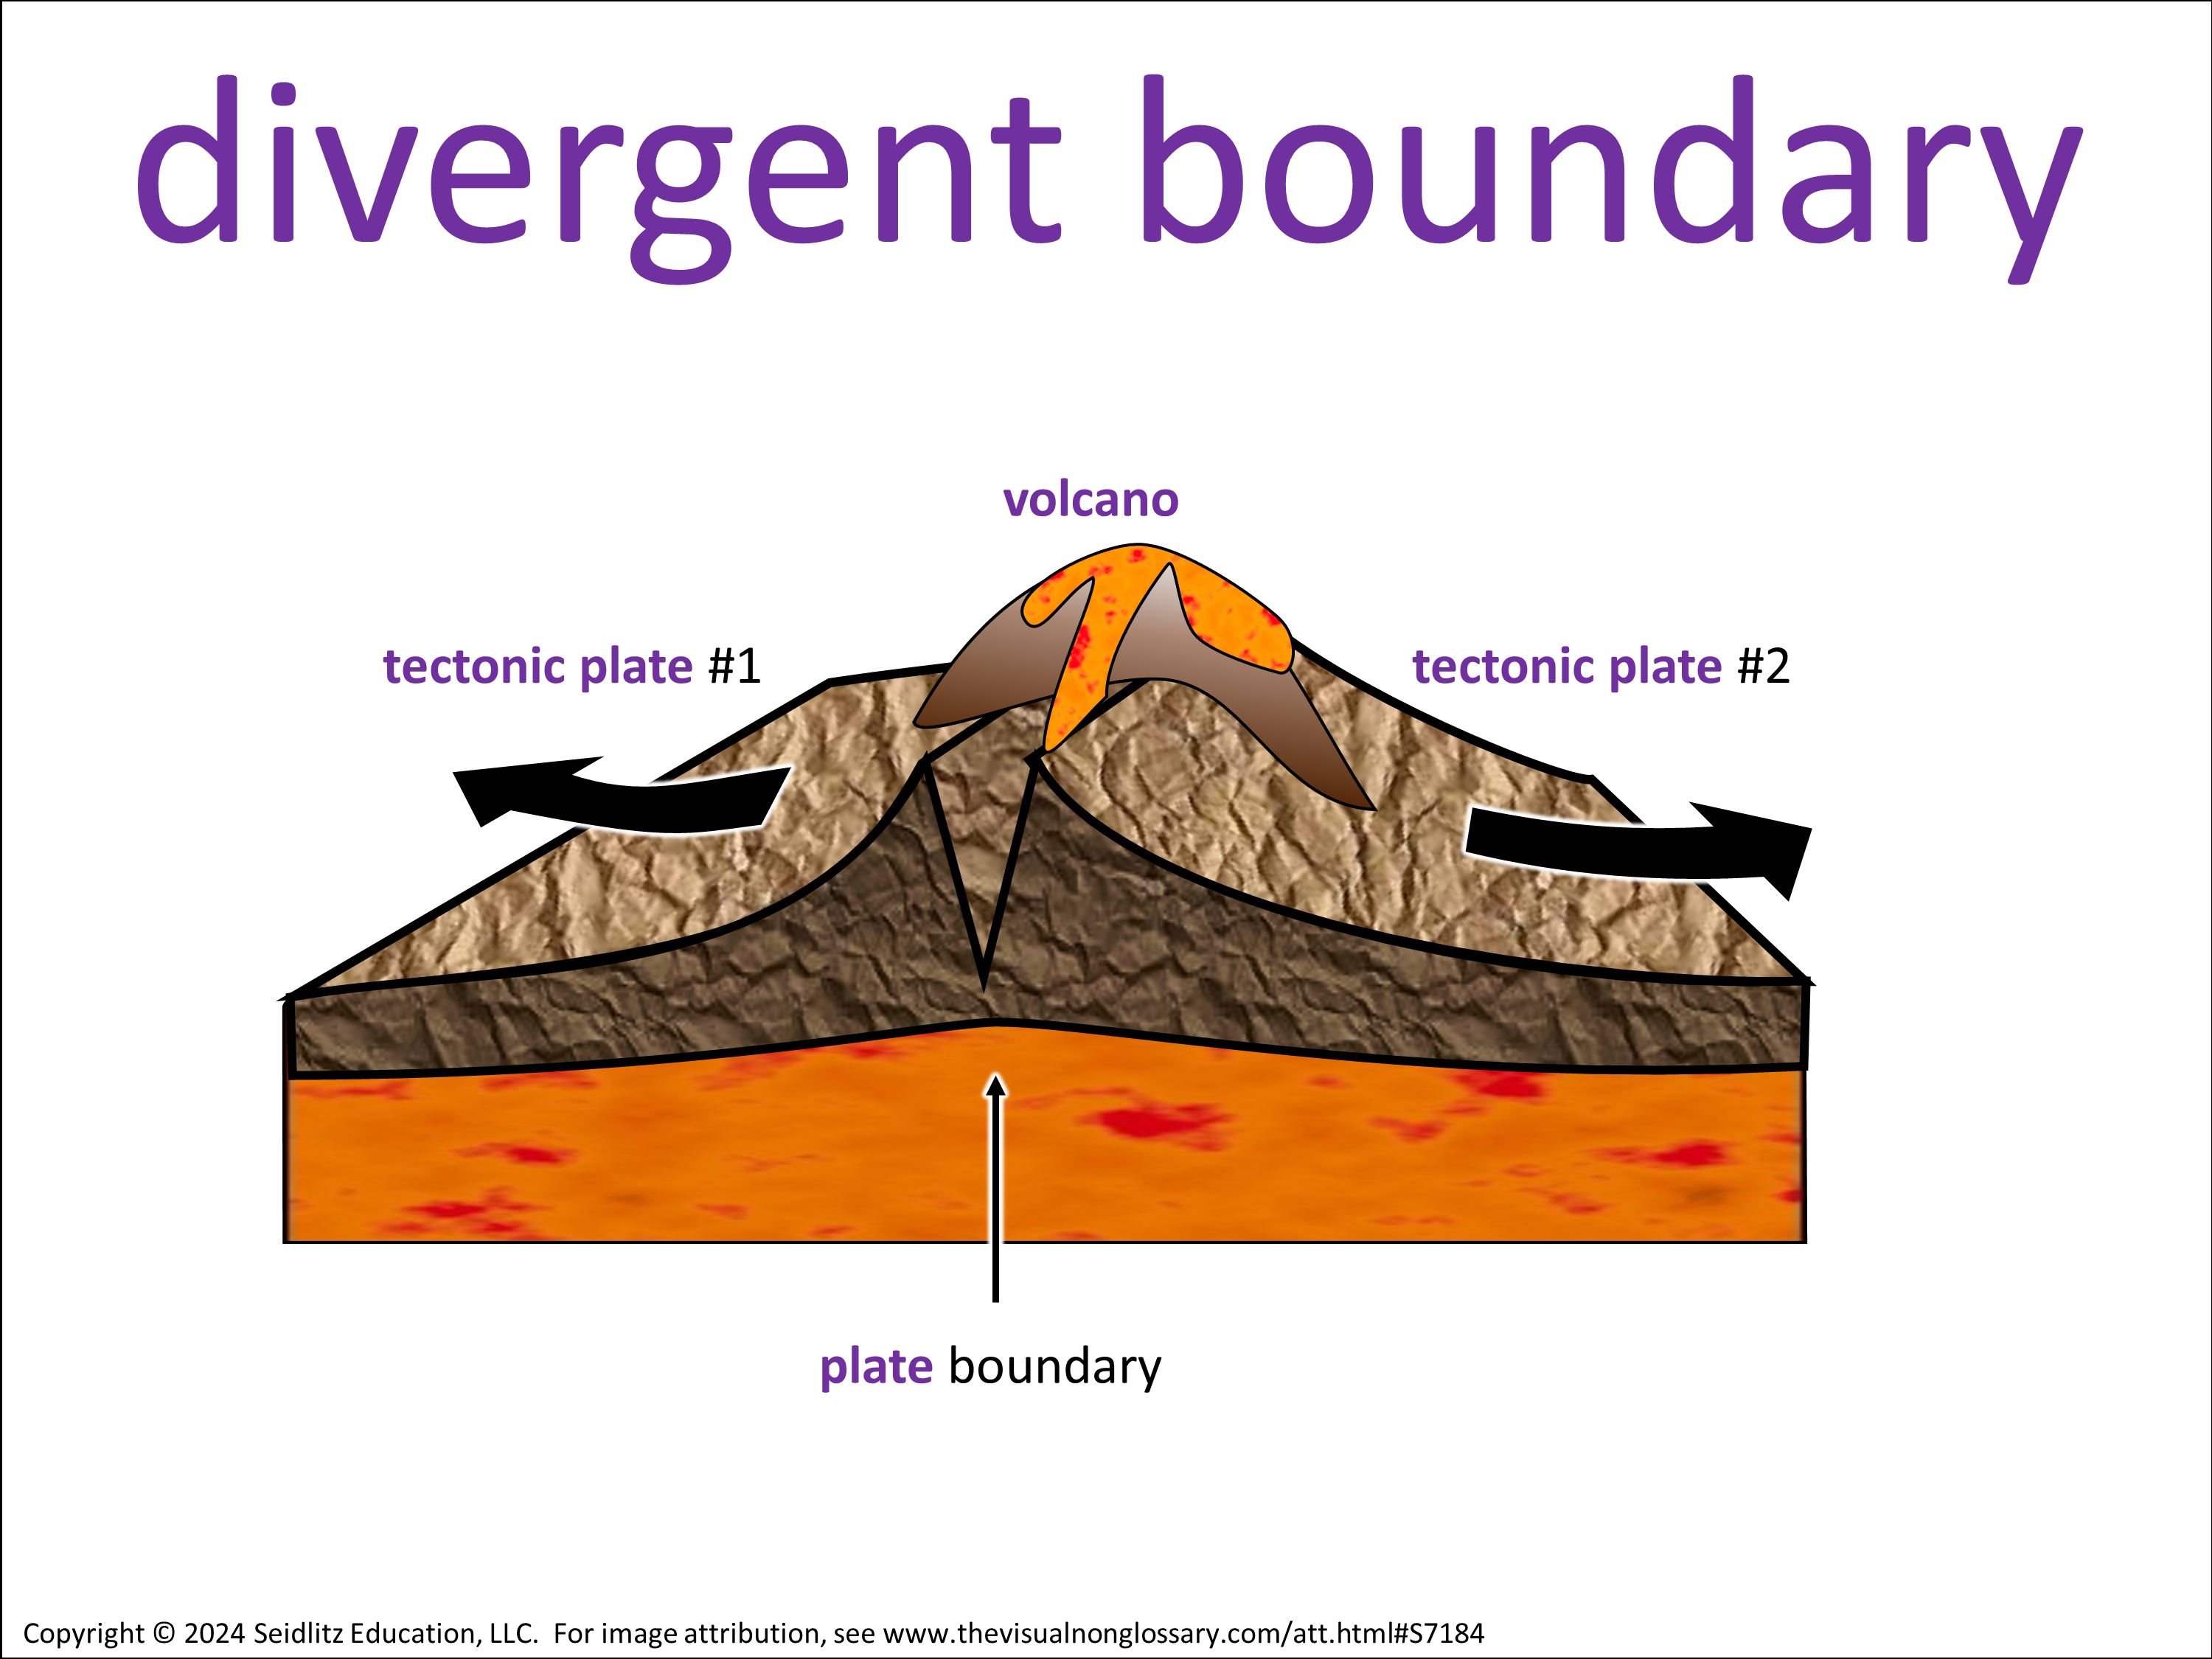 divergent boundary
volcano
tectonic plate #1
tectonic plate #2
plate boundary
Copyright © 2024 Seidlitz Education, LLC.  For image attribution, see www.thevisualnonglossary.com/att.html#S7184